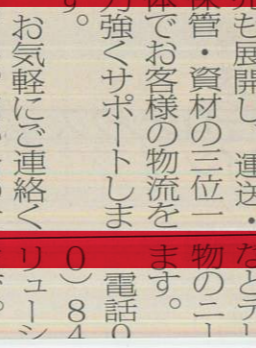 も展開し、運送・
保管・資材の三位一
体でお客様の物流を
力強くサポートしま
す。
お気軽にご連絡く
物のニー
ます。
電話０
０）８４
リューシ